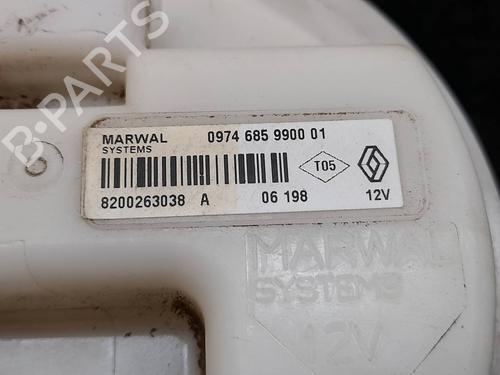 B-PARTS
MARWAL 0974 685 9900 01
SYSTEMS
T05
8200263038 A 06 198 12V
MARWAL
SYSTEMS
12V